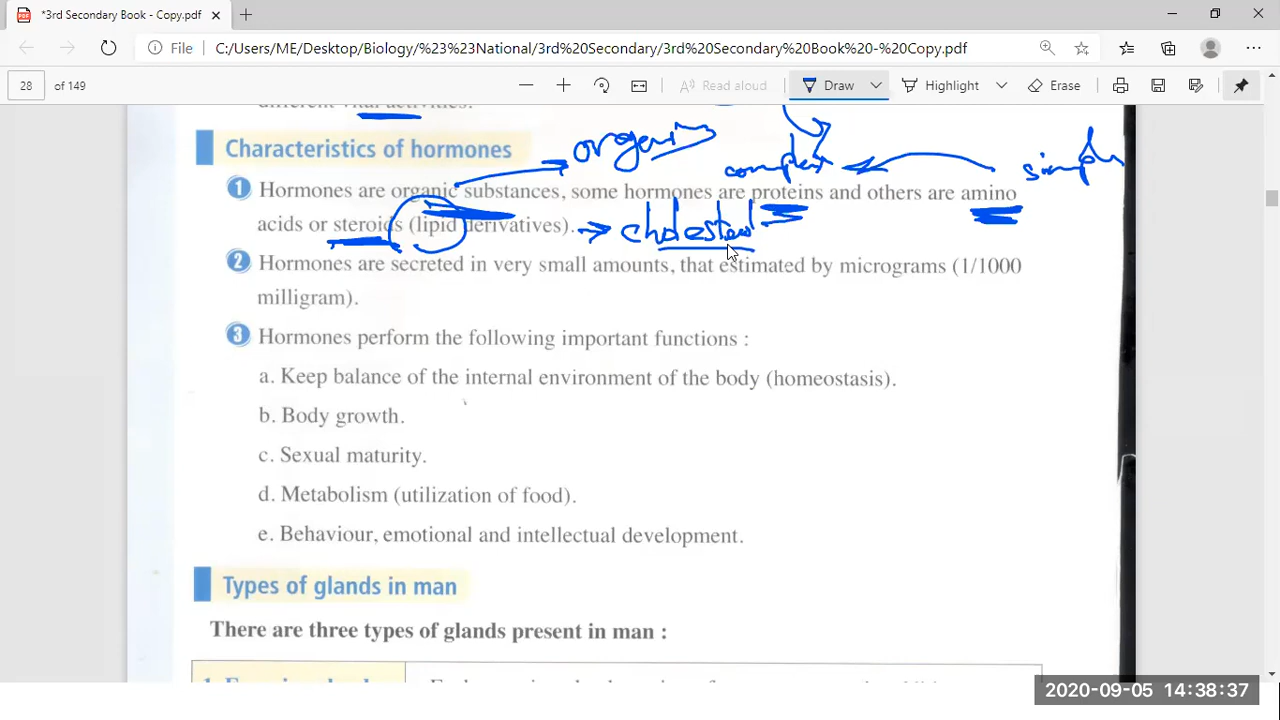 *3rd Secondary Book - Copy.pdf
File C:/Users/ME/Desktop/Biology/%23%23National/3rd%20Secondary/3rd%20Secondary%20Book%20-%20Copy.pdf
28 of 149 Read aloud Draw Highlight Erase
different vital activities.
Characteristics of hormones
complex
1 Hormones are organic substances, some hormones are proteins and others are amino
acids or steroids (lipid derivatives). → cholesterol
2 Hormones are secreted in very small amounts, that estimated by micrograms (1/1000
milligram).
3 Hormones perform the following important functions :
a. Keep balance of the internal environment of the body (homeostasis).
b. Body growth.
c. Sexual maturity.
d. Metabolism (utilization of food).
e. Behaviour, emotional and intellectual development.
Types of glands in man
There are three types of glands present in man :
2020-09-05 14:38:37